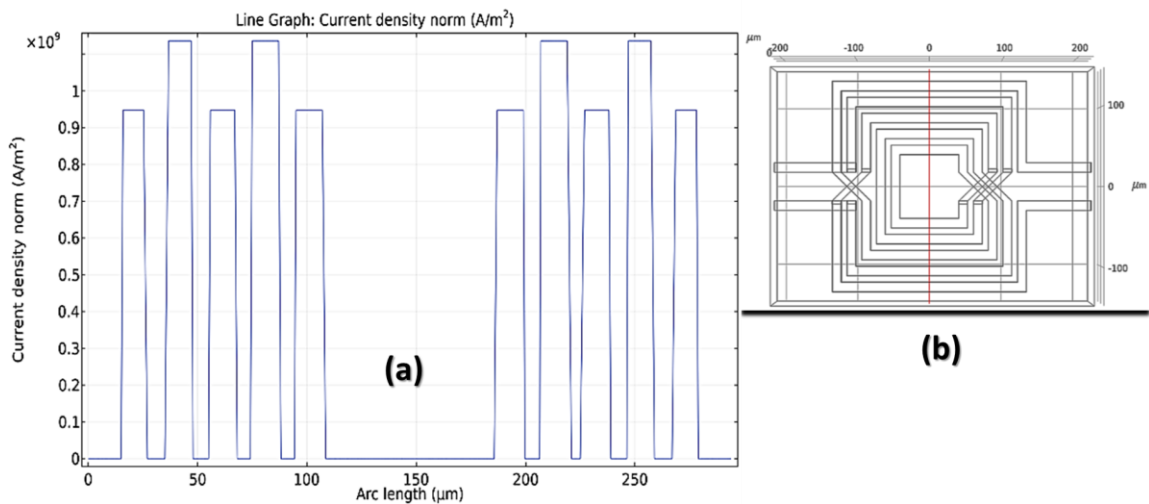 Line Graph: Current density norm (A/m²)
×10⁹
Current density norm (A/m²)
1
0.9
0.8
0.7
0.6
0.5
0.4
0.3
0.2
0.1
0
0 50 100 150 200 250
Arc length (μm)
(a)
μm -200 -100 0 100 200
0
100
0 μm
-100
(b)